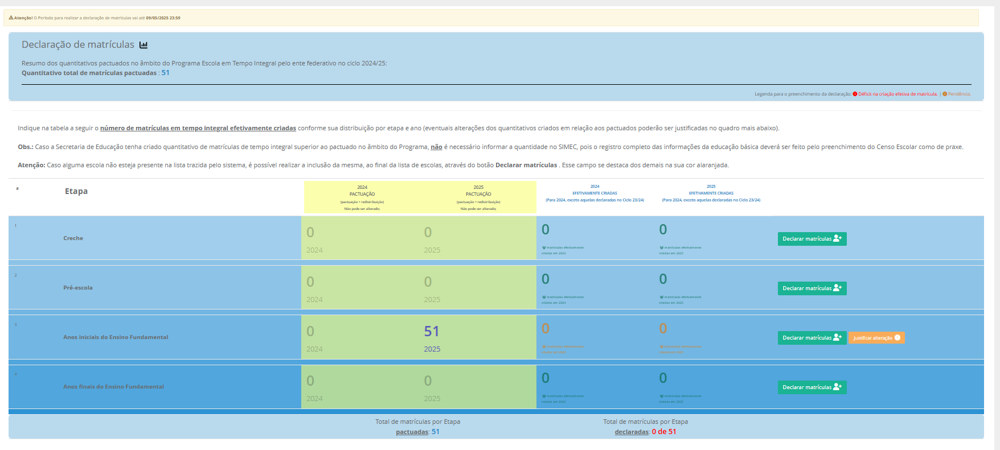 Atenção! O Período para realizar a declaração de matrículas vai até 09/05/2025 23:59
Declaração de matrículas
Resumo dos quantitativos pactuados no âmbito do Programa Escola em Tempo Integral pelo ente federativo no ciclo 2024/25:
Quantitativo total de matrículas pactuadas : 51
Legenda para o preenchimento da declaração: Déficit na criação efetiva de matrícula. | Pendência.
Indique na tabela a seguir o número de matrículas em tempo integral efetivamente criadas conforme sua distribuição por etapa e ano (eventuais alterações dos quantitativos criados em relação aos pactuados poderão ser justificadas no quadro mais abaixo).
Obs.: Caso a Secretaria de Educação tenha criado quantitativo de matrículas de tempo integral superior ao pactuado no âmbito do Programa, não é necessário informar a quantidade no SIMEC, pois o registro completo das informações da educação básica deverá ser feito pelo preenchimento do Censo Escolar como de praxe.
Atenção: Caso alguma escola não esteja presente na lista trazida pelo sistema, é possível realizar a inclusão da mesma, ao final da lista de escolas, através do botão Declarar matrículas . Esse campo se destaca dos demais na sua cor alaranjada.
# Etapa
2024
PACTUAÇÃO
(pactuação + redistribuição)
Não pode ser alterado;
2025
PACTUAÇÃO
(pactuação + redistribuição)
Não pode ser alterado;
2024
EFETIVAMENTE CRIADAS
(Para 2024, exceto aquelas declaradas no Ciclo 23/24)
2025
EFETIVAMENTE CRIADAS
(Para 2024, exceto aquelas declaradas no Ciclo 23/24)
1
Creche
0
2024
0
2025
0
matrículas efetivamente
criadas em 2024
0
matrículas efetivamente
criadas em 2025
Declarar matrículas
2
Pré-escola
0
2024
0
2025
0
matrículas efetivamente
criadas em 2024
0
matrículas efetivamente
criadas em 2025
Declarar matrículas
3
Anos iniciais do Ensino Fundamental
0
2024
51
2025
0
matrículas efetivamente
criadas em 2024
0
matrículas efetivamente
criadas em 2025
Declarar matrículas
Justificar alteração
4
Anos finais do Ensino Fundamental
0
2024
0
2025
0
matrículas efetivamente
criadas em 2024
0
matrículas efetivamente
criadas em 2025
Declarar matrículas
Total de matrículas por Etapa
pactuadas: 51
Total de matrículas por Etapa
declaradas: 0 de 51